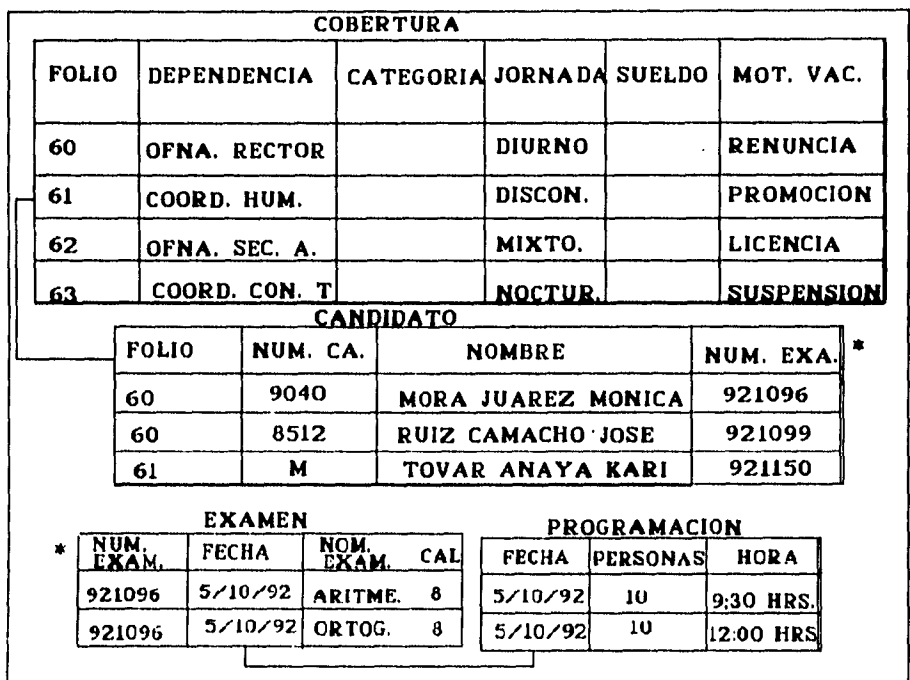 COBERTURA
FOLIO DEPENDENCIA CATEGORIA JORNADA SUELDO MOT. VAC.
60 OFNA. RECTOR DIURNO RENUNCIA
61 COORD. HUM. DISCON. PROMOCION
62 OFNA. SEC. A. MIXTO. LICENCIA
63 COORD. CON. T NOCTUR. SUSPENSION
CANDIDATO
FOLIO NUM. CA. NOMBRE NUM. EXA. *
60 9040 MORA JUAREZ MONICA 921096
60 8512 RUIZ CAMACHO JOSE 921099
61 M TOVAR ANAYA KARI 921150
EXAMEN
* NUM. EXAM. FECHA NOM. EXAM. CAL
921096 5/10/92 ARITME. 8
921096 5/10/92 ORTOG. 8
PROGRAMACION
FECHA PERSONAS HORA
5/10/92 10 9:30 HRS.
5/10/92 10 12:00 HRS